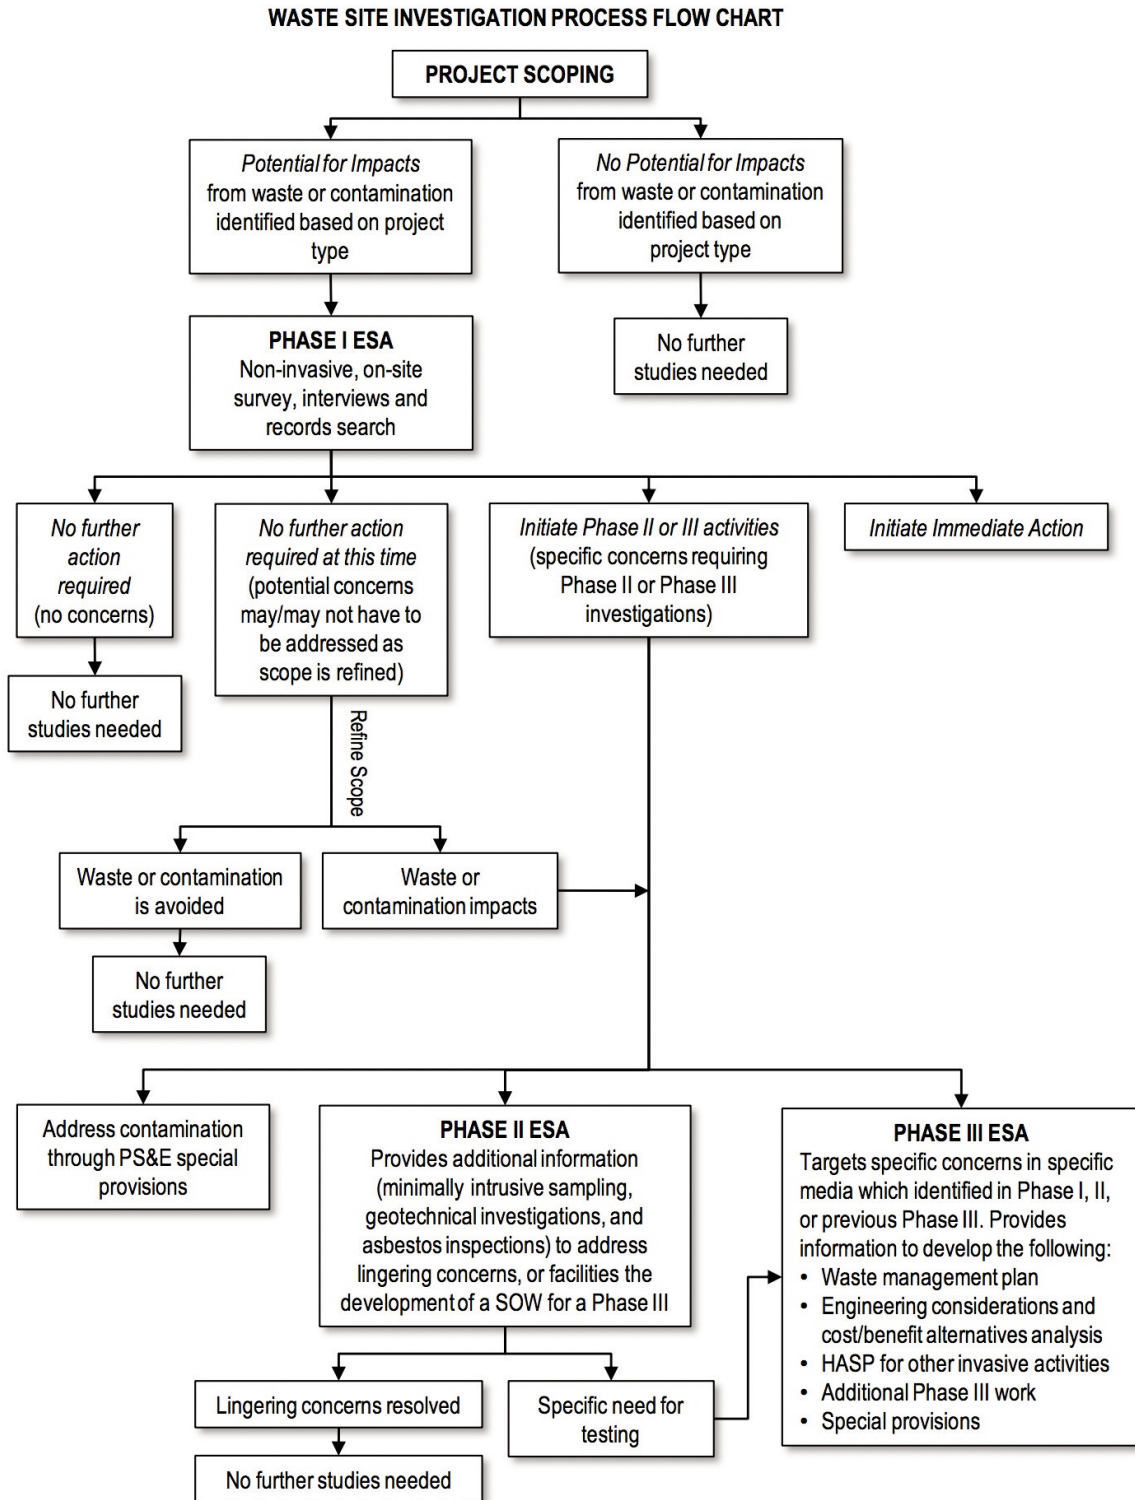 WASTE SITE INVESTIGATION PROCESS FLOW CHART
PROJECT SCOPING
Potential for Impacts
from waste or contamination
identified based on project
type
No Potential for Impacts
from waste or contamination
identified based on
project type
PHASE I ESA
Non-invasive, on-site
survey, interviews and
records search
No further
studies needed
No further
action
required
(no concerns)
No further action
required at this time
(potential concerns
may/may not have to
be addressed as
scope is refined)
Initiate Phase II or III activities
(specific concerns requiring
Phase II or Phase III
investigations)
Initiate Immediate Action
No further
studies needed
Refine Scope
Waste or contamination
is avoided
Waste or
contamination impacts
No further
studies needed
Address contamination
through PS&E special
provisions
PHASE II ESA
Provides additional information
(minimally intrusive sampling,
geotechnical investigations, and
asbestos inspections) to address
lingering concerns, or facilities the
development of a SOW for a Phase III
PHASE III ESA
Targets specific concerns in specific
media which identified in Phase I, II,
or previous Phase III. Provides
information to develop the following:
• Waste management plan
• Engineering considerations and
cost/benefit alternatives analysis
• HASP for other invasive activities
• Additional Phase III work
• Special provisions
Lingering concerns resolved
Specific need for
testing
No further studies needed